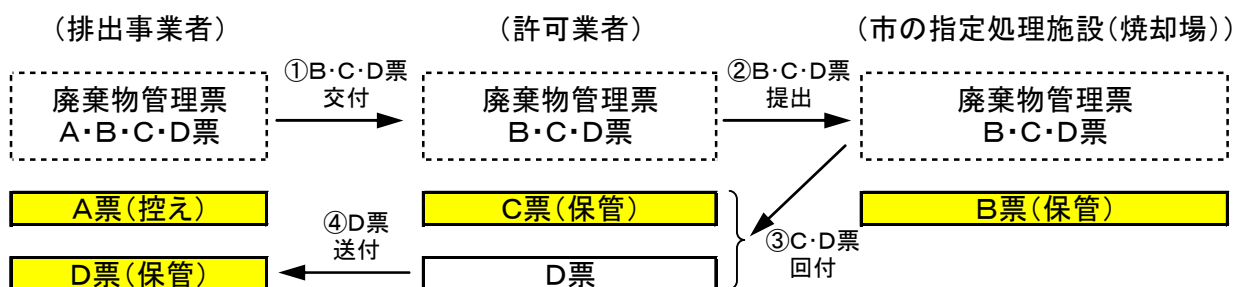 (排出事業者)
(許可業者)
(市の指定処理施設(焼却場))
廃棄物管理票
A・B・C・D票
①B・C・D票
交付
廃棄物管理票
B・C・D票
②B・C・D票
提出
廃棄物管理票
B・C・D票
A票(控え)
C票(保管)
B票(保管)
④D票
送付
③C・D票
回付
D票(保管)
D票